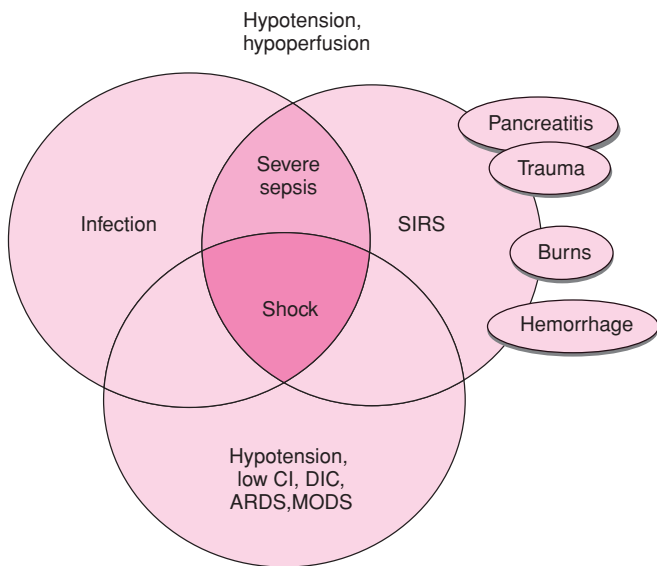 Hypotension,
hypoperfusion
Pancreatitis
Trauma
Severe
sepsis
Infection
SIRS
Burns
Shock
Hemorrhage
Hypotension,
low CI, DIC,
ARDS,MODS